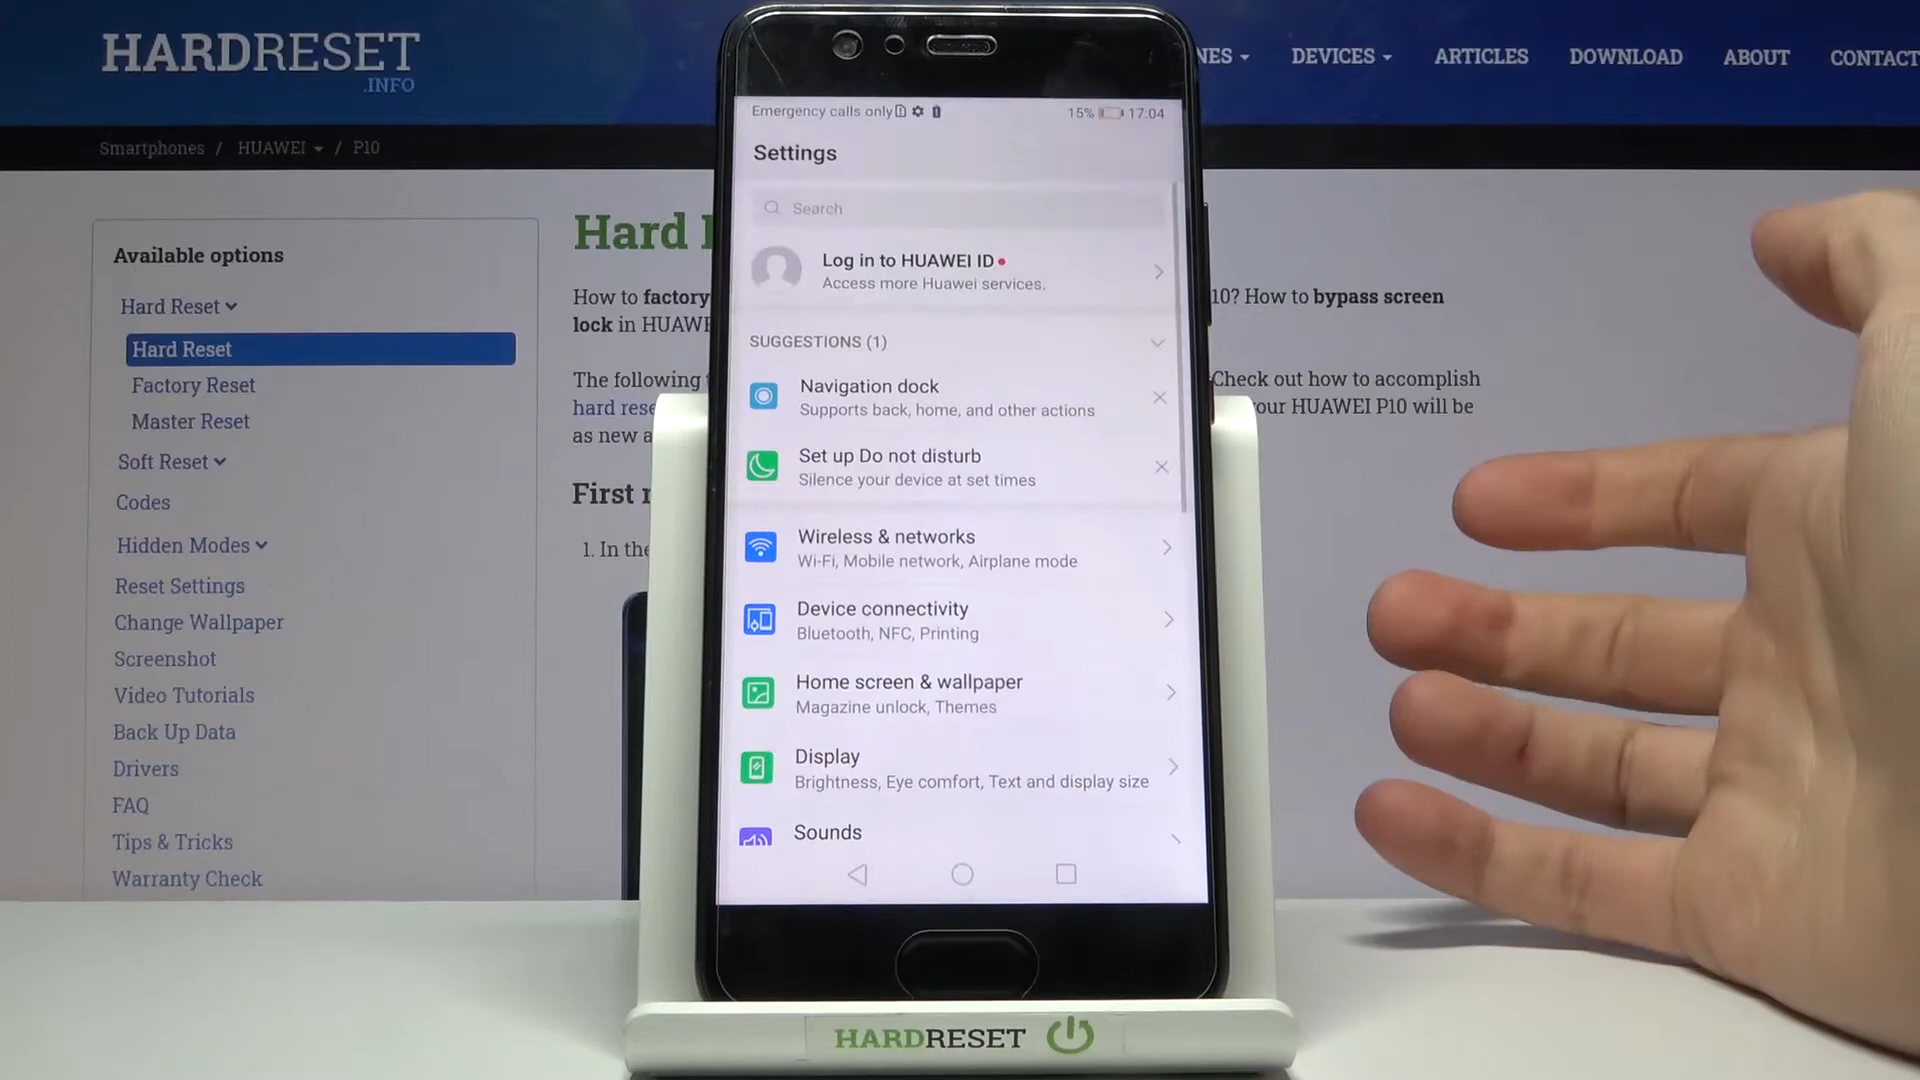 HARDRESET
.INFO
NES
DEVICES
ARTICLES
DOWNLOAD
ABOUT
CONTACT
Smartphones / HUAWEI / P10
Available options
Hard Reset
Hard Reset
Factory Reset
Master Reset
Soft Reset
Codes
Hidden Modes
Reset Settings
Change Wallpaper
Screenshot
Video Tutorials
Back Up Data
Drivers
FAQ
Tips & Tricks
Warranty Check
Hard
How to factory
10? How to bypass screen
lock in HUAWE
The following
Check out how to accomplish
hard rese
our HUAWEI P10 will be
as new a
First
1. In the
Emergency calls only
15% 17:04
Settings
Search
Log in to HUAWEI ID
Access more Huawei services.
SUGGESTIONS (1)
Navigation dock
Supports back, home, and other actions
Set up Do not disturb
Silence your device at set times
Wireless & networks
Wi-Fi, Mobile network, Airplane mode
Device connectivity
Bluetooth, NFC, Printing
Home screen & wallpaper
Magazine unlock, Themes
Display
Brightness, Eye comfort, Text and display size
Sounds
HARDRESET